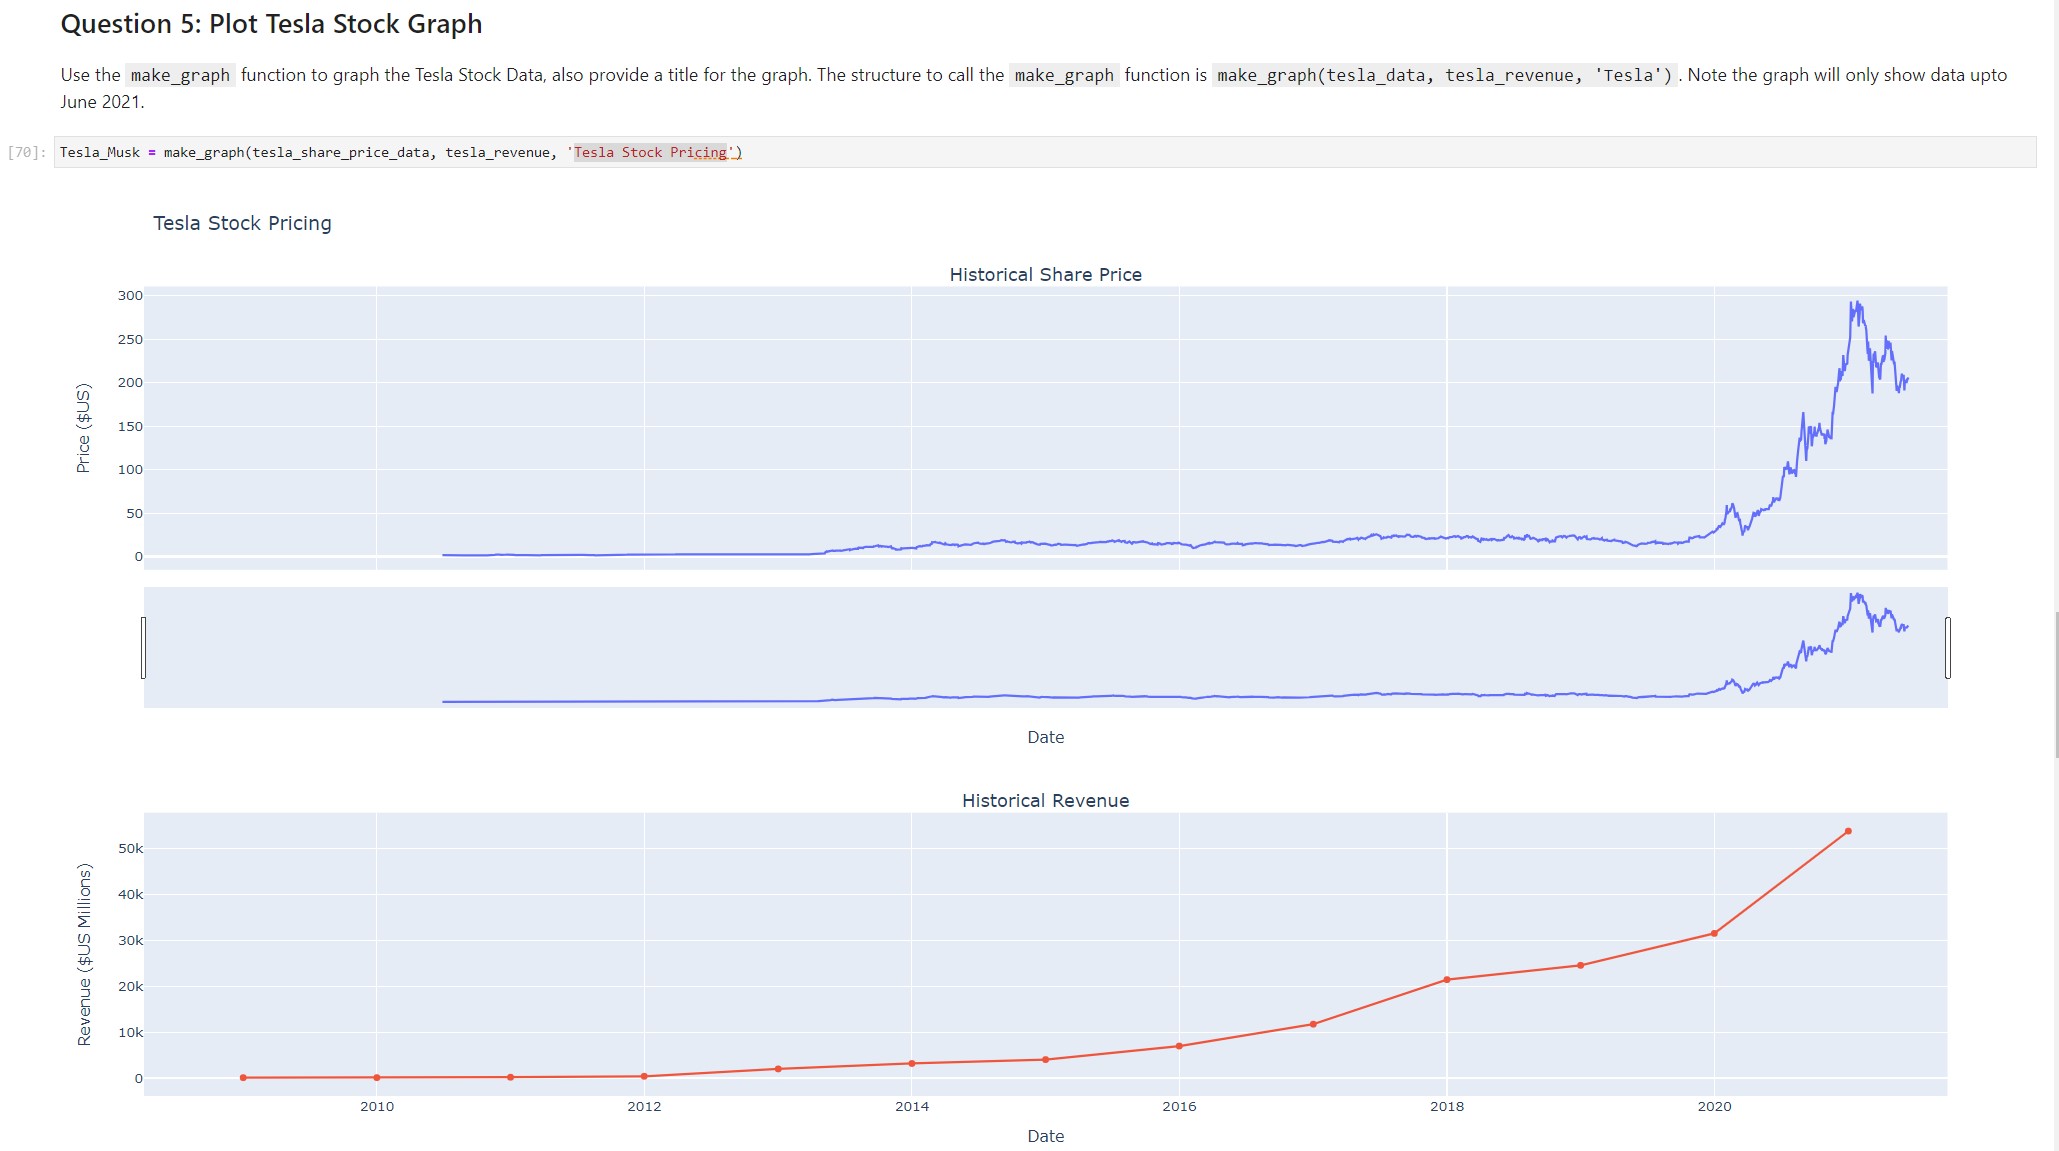 Question 5: Plot Tesla Stock Graph
Use the make_graph function to graph the Tesla Stock Data, also provide a title for the graph. The structure to call the make_graph function is make_graph(tesla_data, tesla_revenue, 'Tesla'). Note the graph will only show data upto
June 2021.
[70]: Tesla_Musk = make_graph(tesla_share_price_data, tesla_revenue, 'Tesla Stock Pricing')
Tesla Stock Pricing
Historical Share Price
300
250
200
150
100
50
0
Price ($US)
Date
Historical Revenue
50k
40k
30k
20k
10k
0
Revenue ($US Millions)
2010 2012 2014 2016 2018 2020
Date